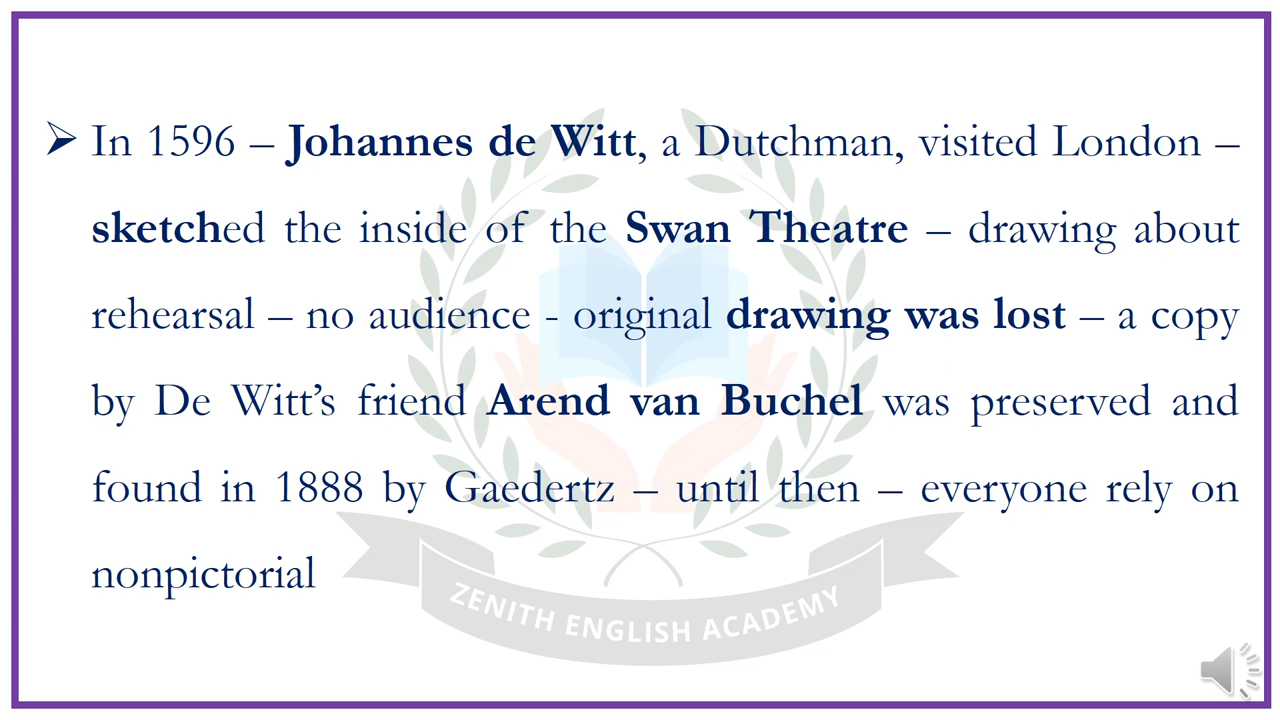 ➢ In 1596 – Johannes de Witt, a Dutchman, visited London –
sketched the inside of the Swan Theatre – drawing about
rehearsal – no audience - original drawing was lost – a copy
by De Witt’s friend Arend van Buchel was preserved and
found in 1888 by Gaedertz – until then – everyone rely on
nonpictorial
ZENITH ENGLISH ACADEMY